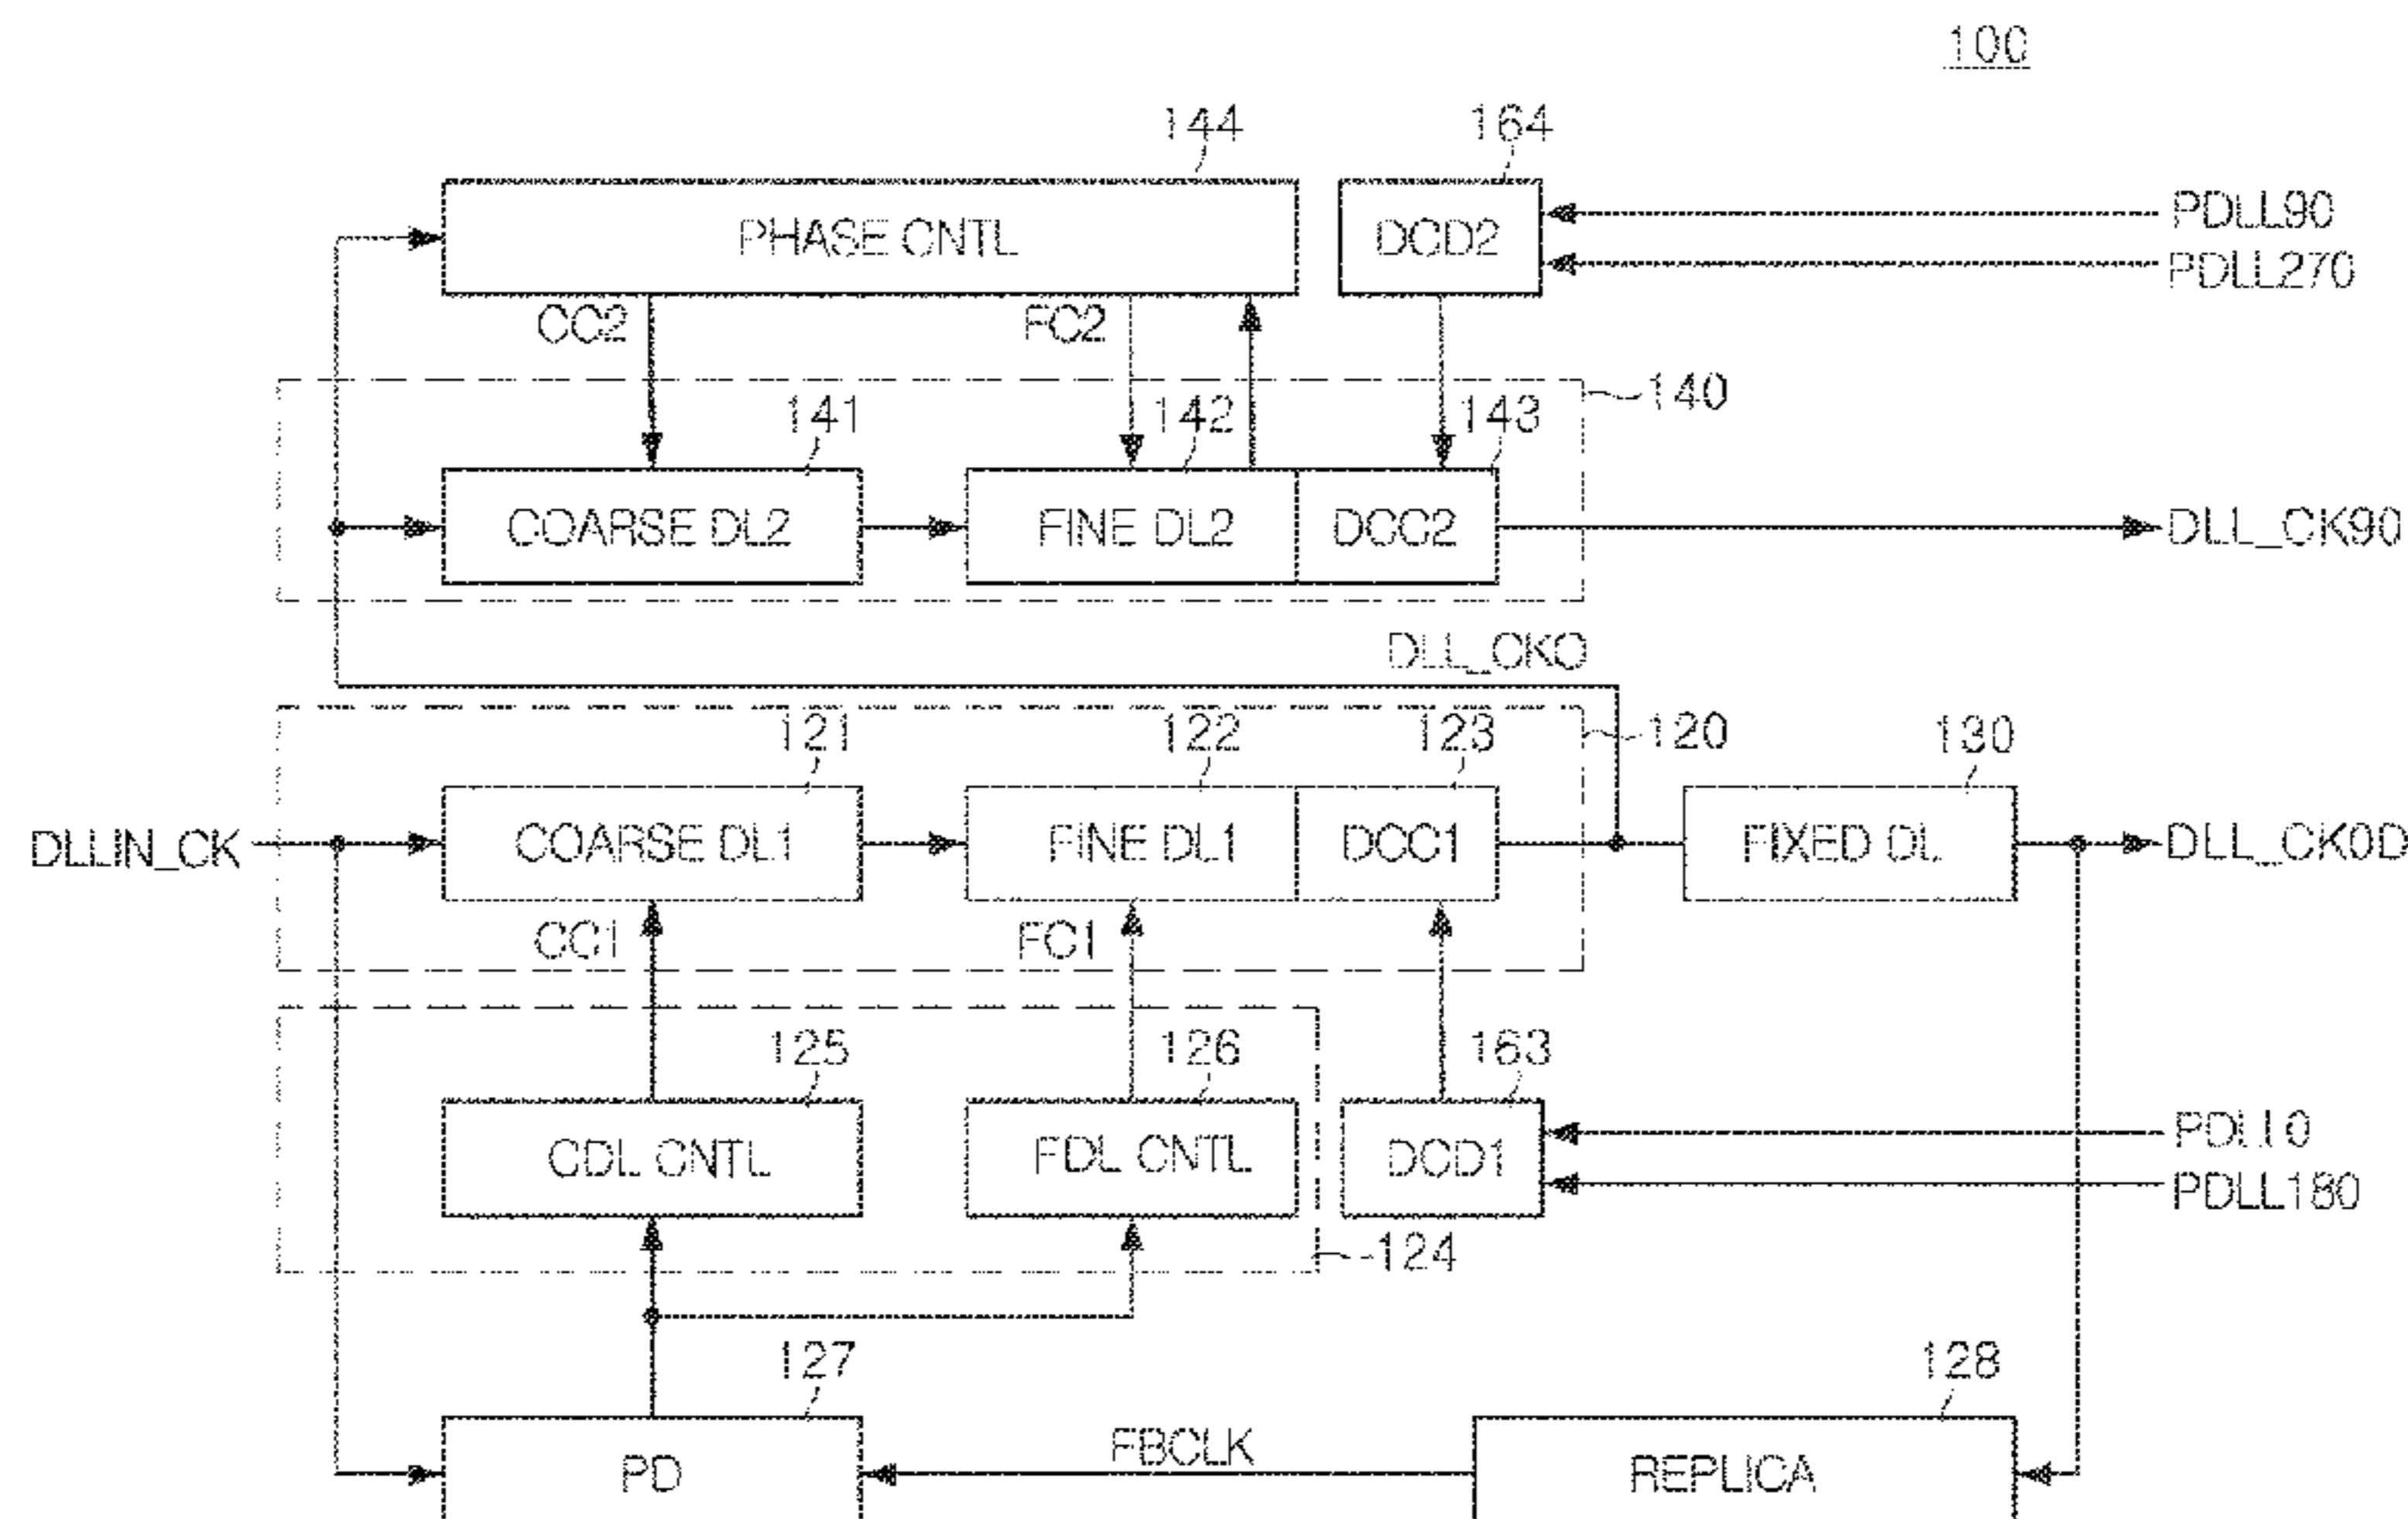 100
144
164
PHASE CNTL
DCD2
PDLL90
PDLL270
CC2
FC2
140
141
142
143
COARSE DL2
FINE DL2
DCC2
DLL_CK90
DLL_CK0
120
121
122
123
130
DLLIN_CK
COARSE DL1
FINE DL1
DCC1
FIXED DL
DLL_CK0D
CC1
FC1
125
126
163
CDL CNTL
FDL CNTL
DCD1
PDLL0
PDLL180
124
127
128
PD
FBCLK
REPLICA